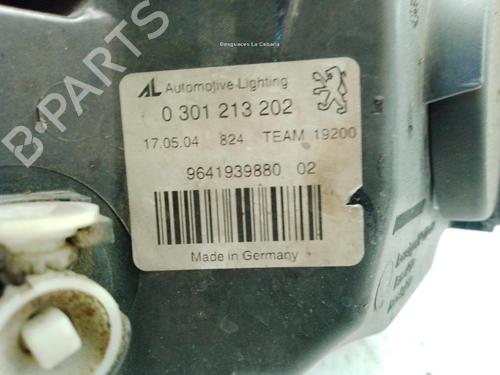 Desguaces La Cabaña
B-PARTS
AL Automotive Lighting
0 301 213 202
17.05.04 824 TEAM 19200
9641939880 02
Made in Germany